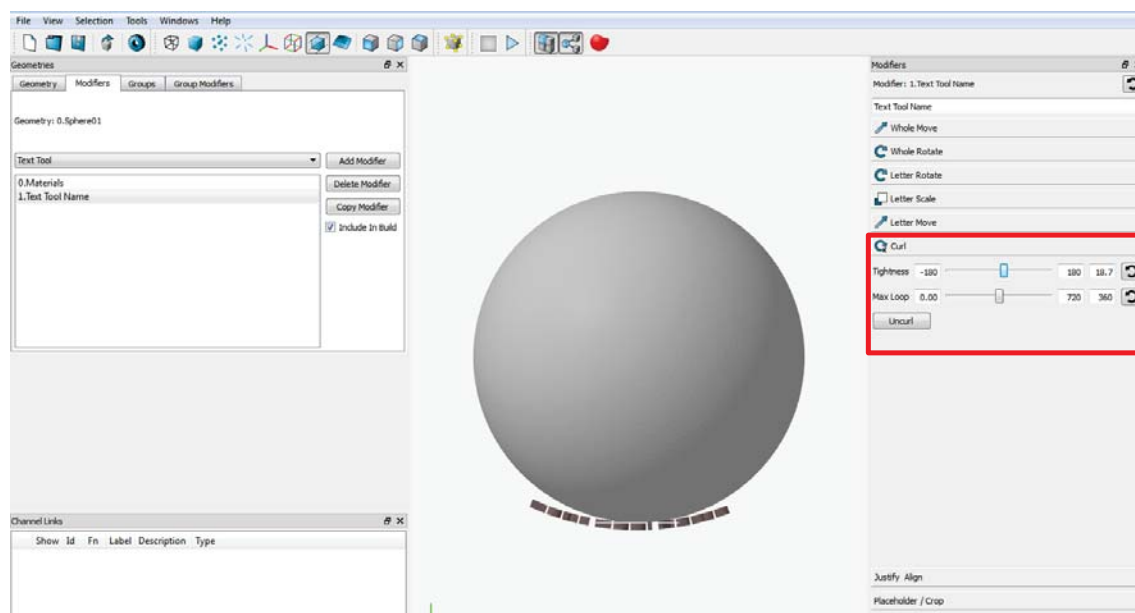 File View Selection Tools Windows Help
Geometries
Geometry Modifiers Groups Group Modifiers
Geometry: 0.Sphere01
Text Tool Add Modifier
0.Materials Delete Modifier
1.Text Tool Name
Copy Modifier
Include In Build
Channel Links
Show Id Fn Label Description Type
Modifiers
Modifier: 1.Text Tool Name
Text Tool Name
Whole Move
Whole Rotate
Letter Rotate
Letter Scale
Letter Move
Curl
Tightness -180 180 18.7
Max Loop 0.00 720 360
Uncurl
Justify Align
Placeholder / Crop